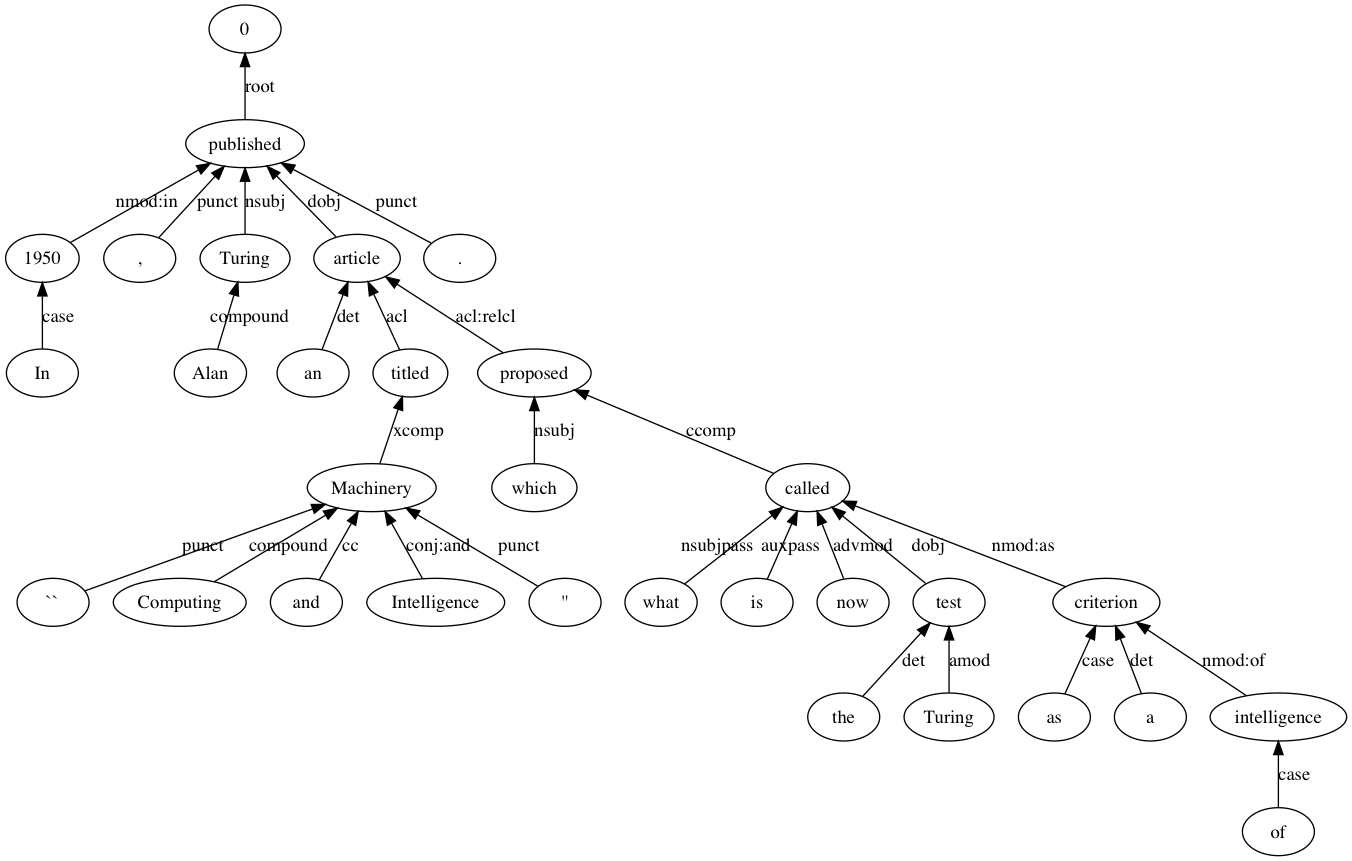 0
root
published
nmod:in punct nsubj dobj punct
1950 , Turing article .
case compound det acl acl:relcl
In Alan an titled proposed
xcomp nsubj ccomp
Machinery which called
punct compound cc conj:and punct nsubjpass auxpass advmod dobj nmod:as
`` Computing and Intelligence '' what is now test criterion
det amod case det nmod:of
the Turing as a intelligence
case
of